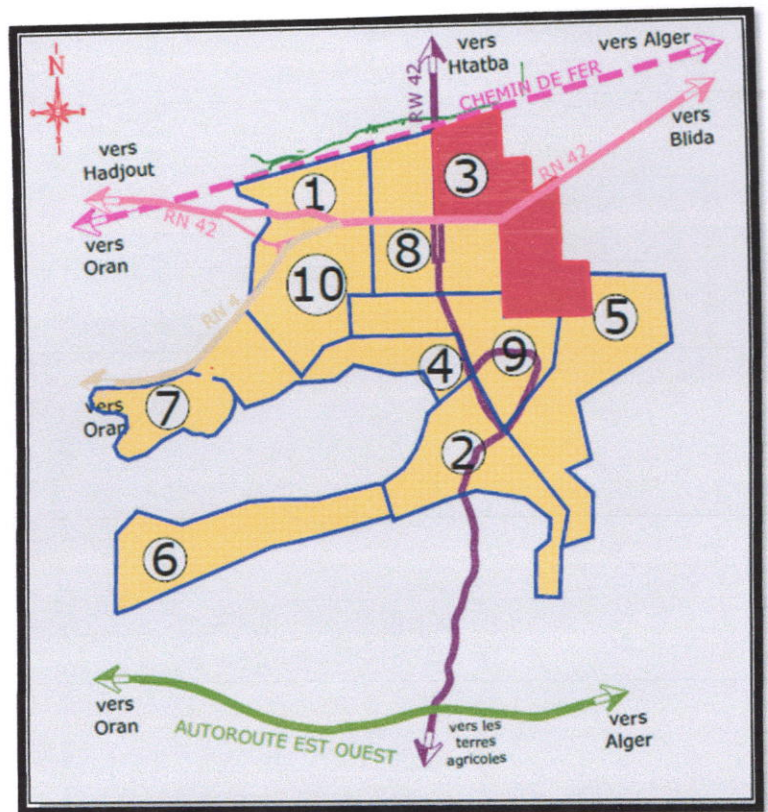 N
vers
Htatba
vers Alger
RW 42
CHEMIN DE FER
vers
Blida
vers
Hadjout
1
3
RN 42
RN 42
vers
Oran
8
10
RN 4
5
9
4
vers
Oran
7
2
6
vers
Oran
AUTOROUTE EST OUEST
vers les
terres
agricoles
vers
Alger